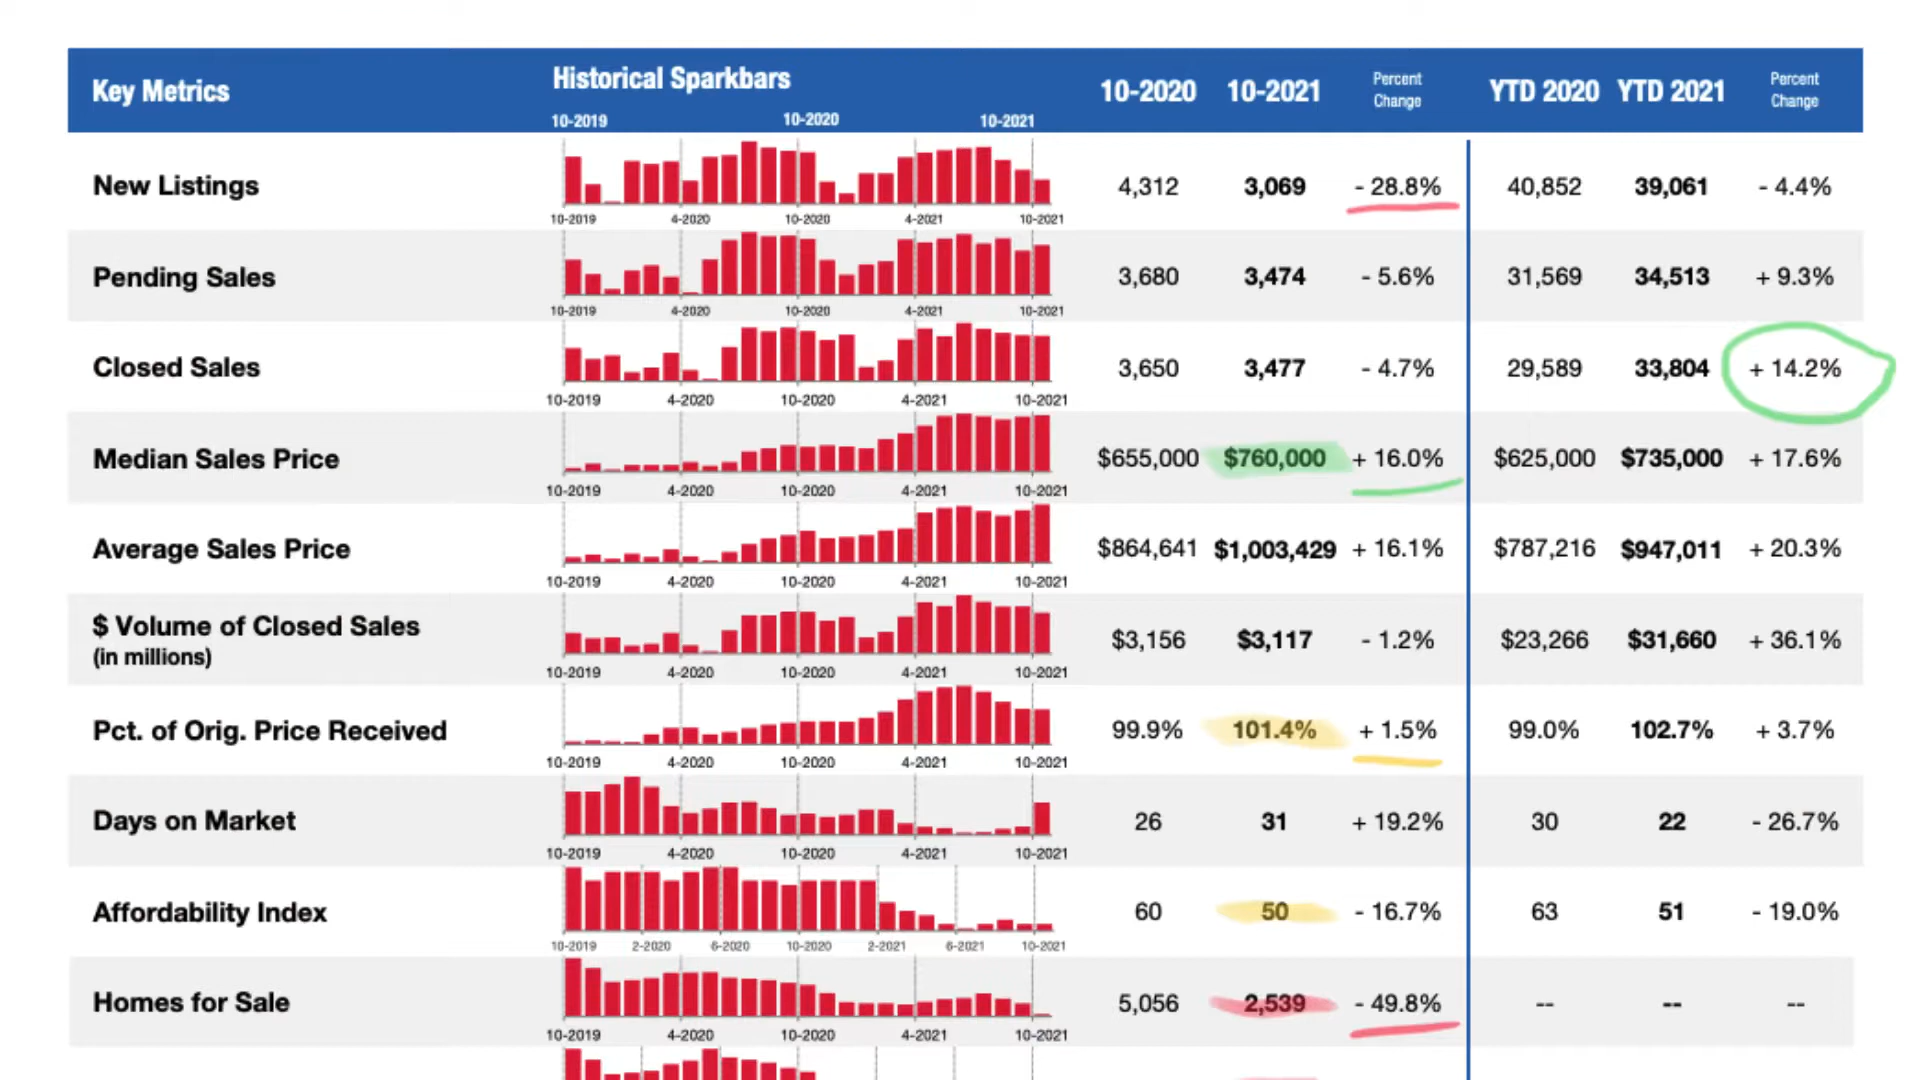 Key Metrics Historical Sparkbars 10-2020 10-2021 Percent Change YTD 2020 YTD 2021 Percent Change
10-2019 10-2020 10-2021
New Listings 4,312 3,069 - 28.8% 40,852 39,061 - 4.4%
10-2019 4-2020 10-2020 4-2021 10-2021
Pending Sales 3,680 3,474 - 5.6% 31,569 34,513 + 9.3%
10-2019 4-2020 10-2020 4-2021 10-2021
Closed Sales 3,650 3,477 - 4.7% 29,589 33,804 + 14.2%
10-2019 4-2020 10-2020 4-2021 10-2021
Median Sales Price $655,000 $760,000 + 16.0% $625,000 $735,000 + 17.6%
10-2019 4-2020 10-2020 4-2021 10-2021
Average Sales Price $864,641 $1,003,429 + 16.1% $787,216 $947,011 + 20.3%
10-2019 4-2020 10-2020 4-2021 10-2021
$ Volume of Closed Sales
(in millions) $3,156 $3,117 - 1.2% $23,266 $31,660 + 36.1%
10-2019 4-2020 10-2020 4-2021 10-2021
Pct. of Orig. Price Received 99.9% 101.4% + 1.5% 99.0% 102.7% + 3.7%
10-2019 4-2020 10-2020 4-2021 10-2021
Days on Market 26 31 + 19.2% 30 22 - 26.7%
10-2019 4-2020 10-2020 4-2021 10-2021
Affordability Index 60 50 - 16.7% 63 51 - 19.0%
10-2019 2-2020 6-2020 10-2020 2-2021 6-2021 10-2021
Homes for Sale 5,056 2,539 - 49.8% -- -- --
10-2019 4-2020 10-2020 4-2021 10-2021